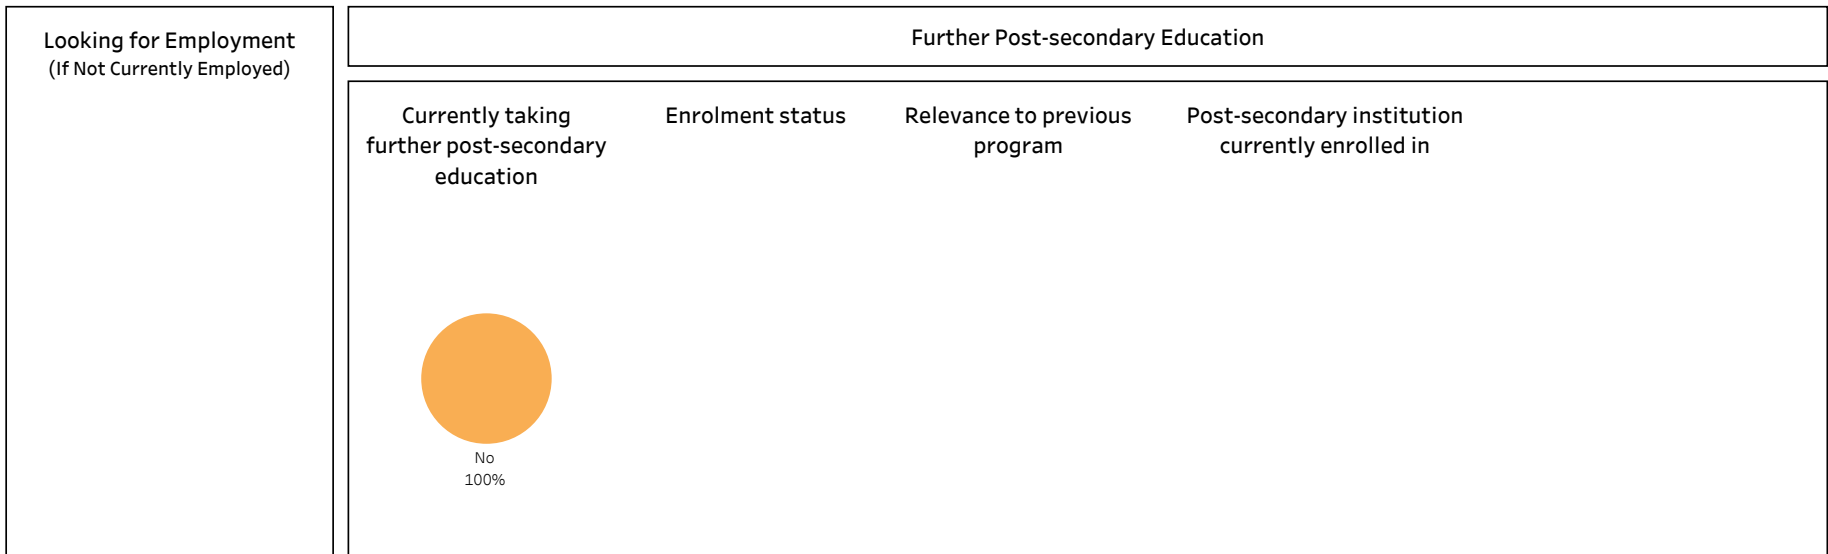 Looking for Employment
(If Not Currently Employed)
Further Post-secondary Education
Currently taking
further post-secondary
education
Enrolment status
Relevance to previous
program
Post-secondary institution
currently enrolled in
No
100%